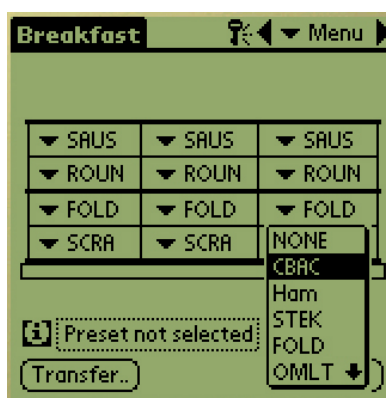 Breakfast Menu
SAUS SAUS SAUS
ROUN ROUN ROUN
FOLD FOLD FOLD
SCRA SCRA NONE
CBAC
Ham
STEK
FOLD
OMLT
i Preset not selected
Transfer..